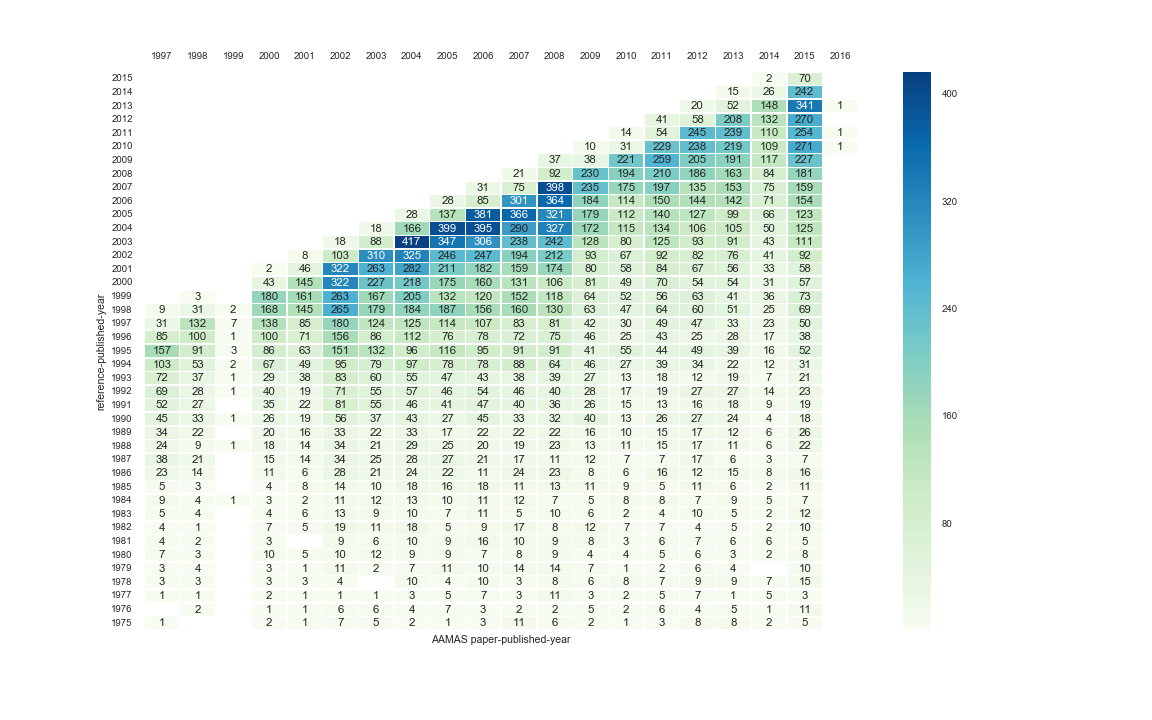 1997 1998 1999 2000 2001 2002 2003 2004 2005 2006 2007 2008 2009 2010 2011 2012 2013 2014 2015 2016
2015 2 70
2014 15 26 242
2013 20 52 148 341 1
2012 41 58 208 132 270
2011 14 54 245 239 110 254 1
2010 10 31 229 238 219 109 271 1
2009 37 38 221 259 205 191 117 227
2008 21 92 230 194 210 186 163 84 181
2007 31 75 398 235 175 197 135 153 75 159
2006 28 85 301 364 184 114 150 144 142 71 154
2005 28 137 381 366 321 179 112 140 127 99 66 123
2004 18 166 399 395 290 327 172 115 134 106 105 50 125
2003 18 88 417 347 306 238 242 128 80 125 93 91 43 111
2002 8 103 310 325 246 247 194 212 93 67 92 82 76 41 92
2001 2 46 322 263 282 211 182 159 174 80 58 84 67 56 33 58
2000 43 145 322 227 218 175 160 131 106 81 49 70 54 54 31 57
1999 3 180 161 263 167 205 132 120 152 118 64 52 56 63 41 36 73
1998 9 31 2 168 145 265 179 184 187 156 160 130 63 47 64 60 51 25 69
1997 31 132 7 138 85 180 124 125 114 107 83 81 42 30 49 47 33 23 50
1996 85 100 1 100 71 156 86 112 76 78 72 75 46 25 43 25 28 17 38
1995 157 91 3 86 63 151 132 96 116 95 91 91 41 55 44 49 39 16 52
1994 103 53 2 67 49 95 79 97 78 78 88 64 46 27 39 34 22 12 31
1993 72 37 1 29 38 83 60 55 47 43 38 39 27 13 18 12 19 7 21
1992 69 28 1 40 19 71 55 57 46 54 46 40 28 17 19 27 27 14 23
1991 52 27 35 22 81 55 46 41 47 40 36 26 15 13 16 18 9 19
1990 45 33 1 26 19 56 37 43 27 45 33 32 40 13 26 27 24 4 18
1989 34 22 20 16 33 22 33 17 22 22 22 16 10 15 17 12 6 26
1988 24 9 1 18 14 34 21 29 25 20 19 23 13 11 15 17 11 6 22
1987 38 21 15 14 34 25 28 27 21 17 11 12 7 7 17 6 3 7
1986 23 14 11 6 28 21 24 22 11 24 23 8 6 16 12 15 8 16
1985 5 3 4 8 14 10 18 16 18 11 13 11 9 5 11 6 2 11
1984 9 4 1 3 2 11 12 13 10 11 12 7 5 8 8 7 9 5 7
1983 5 4 4 6 13 9 10 7 11 5 10 6 2 4 10 5 2 12
1982 4 1 7 5 19 11 18 5 9 17 8 12 7 7 4 5 2 10
1981 4 2 3 9 6 10 9 16 10 9 8 3 6 7 6 6 5
1980 7 3 10 5 10 12 9 9 7 8 9 4 4 5 6 3 2 8
1979 3 4 3 1 11 2 7 11 10 14 14 7 1 2 6 4 10
1978 3 3 3 3 4 10 4 10 3 8 6 8 7 9 9 7 15
1977 1 1 2 1 1 1 3 5 7 3 11 3 2 5 7 1 5 3
1976 2 1 1 6 6 4 7 3 2 2 5 2 6 4 5 1 11
1975 1 2 1 7 5 2 1 3 11 6 2 1 3 8 8 2 5
AAMAS paper-published-year
reference-published-year
400
320
240
160
80